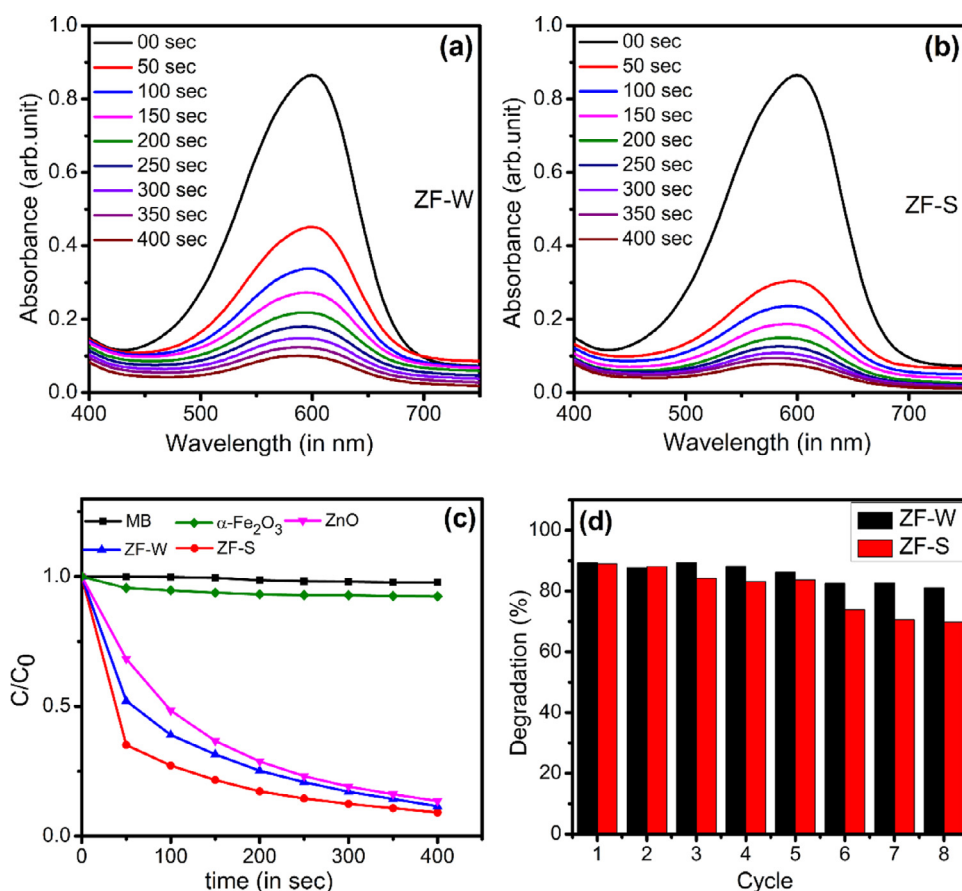 (a)
00 sec
50 sec
100 sec
150 sec
200 sec
250 sec
300 sec
350 sec
400 sec
ZF-W
1.0
0.8
0.6
0.4
0.2
0.0
400 500 600 700
Absorbance (arb.unit)
Wavelength (in nm)
(b)
00 sec
50 sec
100 sec
150 sec
200 sec
250 sec
300 sec
350 sec
400 sec
ZF-S
1.0
0.8
0.6
0.4
0.2
0.0
400 500 600 700
Absorbance (arb.unit)
Wavelength (in nm)
(c)
MB α-Fe₂O₃ ZnO
ZF-W ZF-S
1.0
0.5
0.0
0 100 200 300 400
C/C₀
time (in sec)
(d)
ZF-W
ZF-S
100
80
60
40
20
0
1 2 3 4 5 6 7 8
Degradation (%)
Cycle